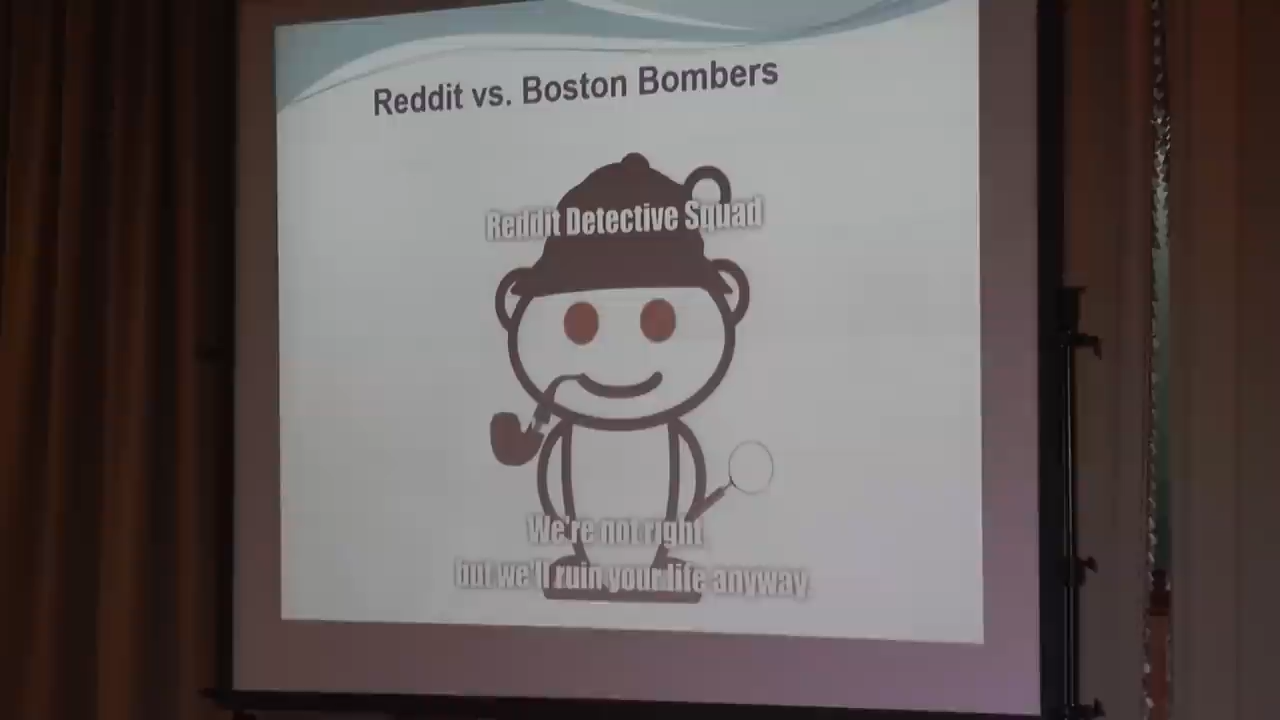 Reddit vs. Boston Bombers
Reddit Detective Squad
We're not right
but we'll ruin your life anyway